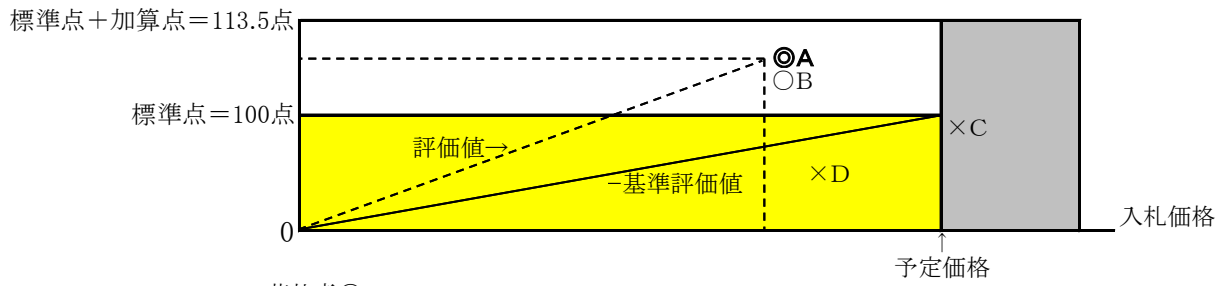 標準点＋加算点＝113.5点
◎A
○B
標準点＝100点
×C
評価値→
×D
−基準評価値
0
入札価格
↑
予定価格